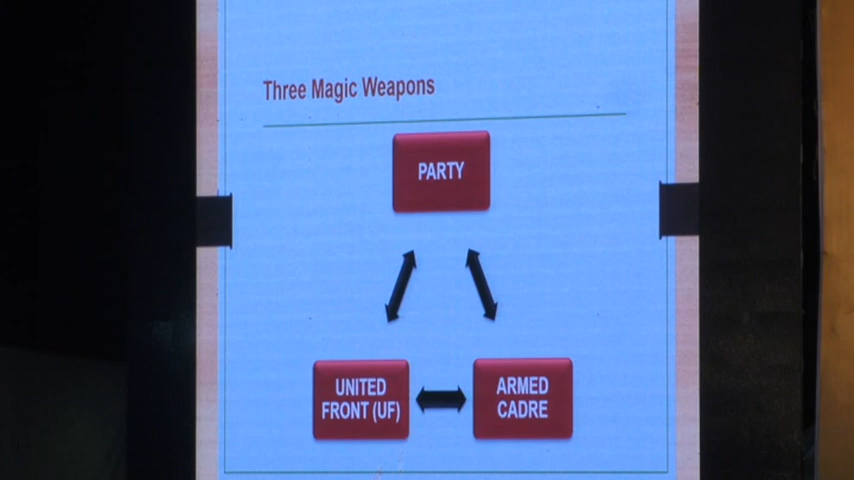 Three Magic Weapons
PARTY
UNITED
FRONT (UF)
ARMED
CADRE